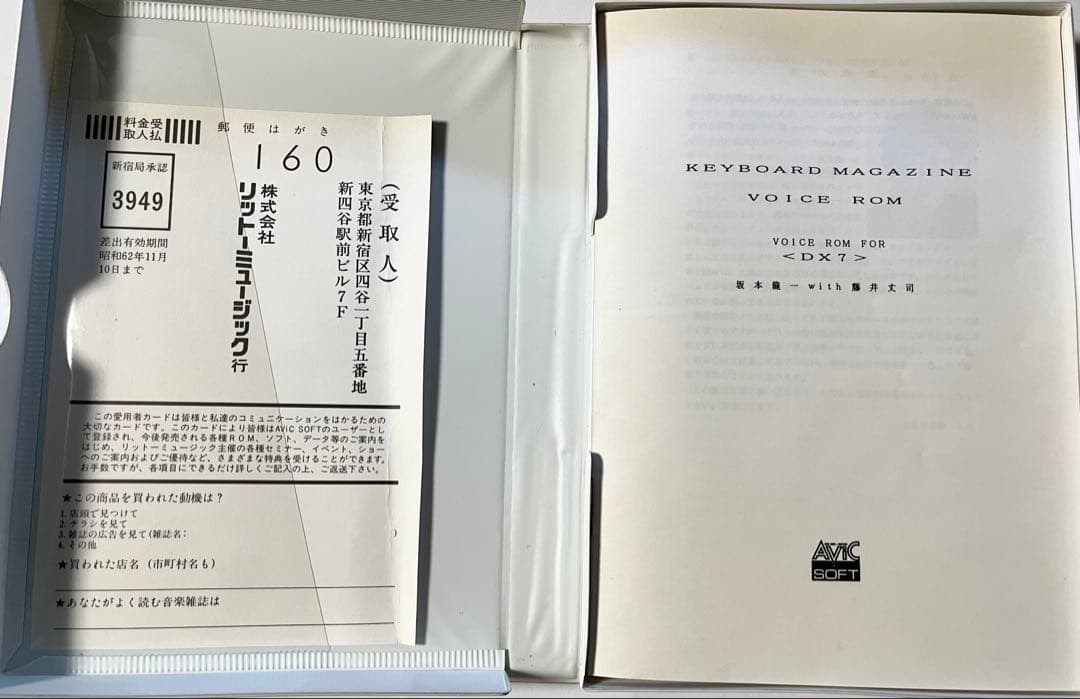 料金受
取人払
新宿局承認
3949
差出有効期間
昭和62年11月
10日まで
郵便はがき
160
(受取人)
東京都新宿区四谷一丁目五番地
新四谷駅前ビル7F
株式会社
リットーミュージック行
この愛用者カードは皆様と私達のコミュニケーションをはかるための
大切なカードです。このカードにより皆様はAViC SOFTのユーザーとし
て登録され、今後発売される各種ROM、ソフト、データ等のご案内を
はじめ、リットーミュージック主催の各種セミナー、イベント、ショー
へのご案内およびご優待など、さまざまな特典を受けることができます。
お手数ですが、各項目にできるだけ詳しくご記入の上、ご返送下さい。
★この商品を買われた動機は?
1.店頭で見つけて
2.チラシを見て
3.雑誌の広告を見て(雑誌名: )
4.その他
★買われた店名(市町村名も)
★あなたがよく読む音楽雑誌は
KEYBOARD MAGAZINE
VOICE ROM
VOICE ROM FOR
<DX7>
坂本龍一with藤井丈司
AViC
SOFT